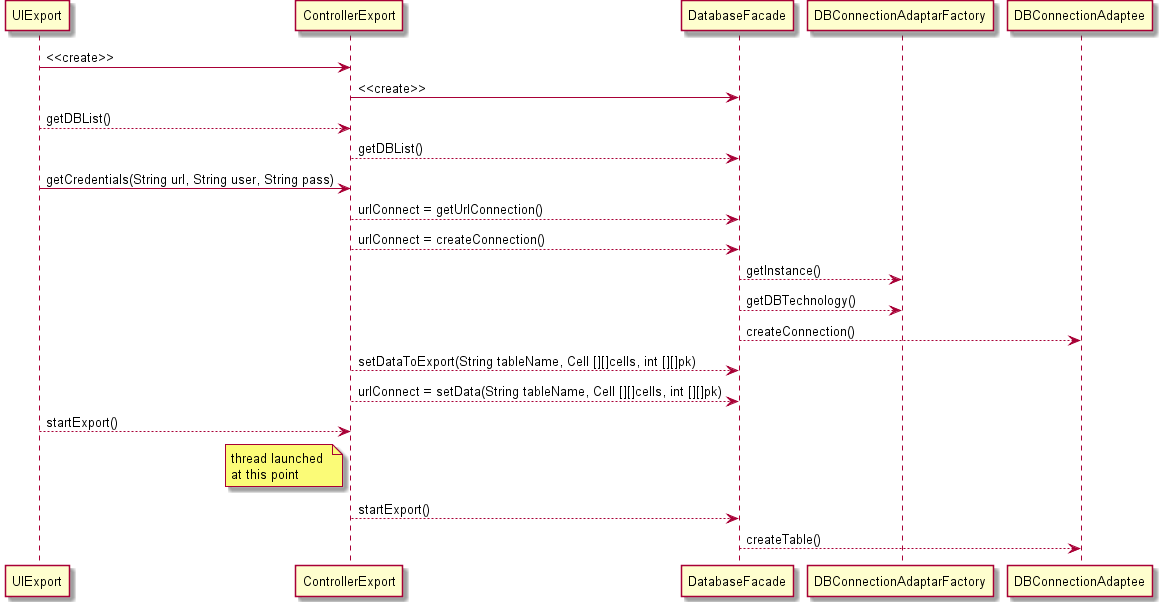 UIExport
ControllerExport
DatabaseFacade
DBConnectionAdaptarFactory
DBConnectionAdaptee
<<create>>
<<create>>
getDBList()
getDBList()
getCredentials(String url, String user, String pass)
urlConnect = getUrlConnection()
urlConnect = createConnection()
getInstance()
getDBTechnology()
createConnection()
setDataToExport(String tableName, Cell [][]cells, int [][]pk)
urlConnect = setData(String tableName, Cell [][]cells, int [][]pk)
startExport()
thread launched
at this point
startExport()
createTable()
UIExport
ControllerExport
DatabaseFacade
DBConnectionAdaptarFactory
DBConnectionAdaptee